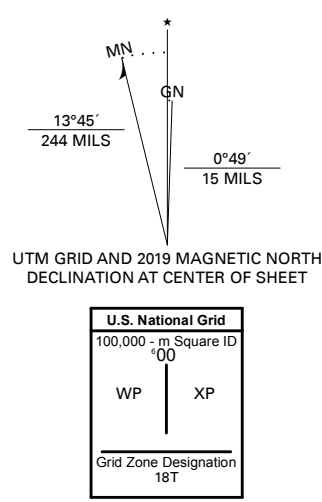 ★
MN
GN
13°45´
244 MILS
0°49´
15 MILS
UTM GRID AND 2019 MAGNETIC NORTH
DECLINATION AT CENTER OF SHEET
U.S. National Grid
100,000 - m Square ID
⁶00
WP XP
Grid Zone Designation
18T